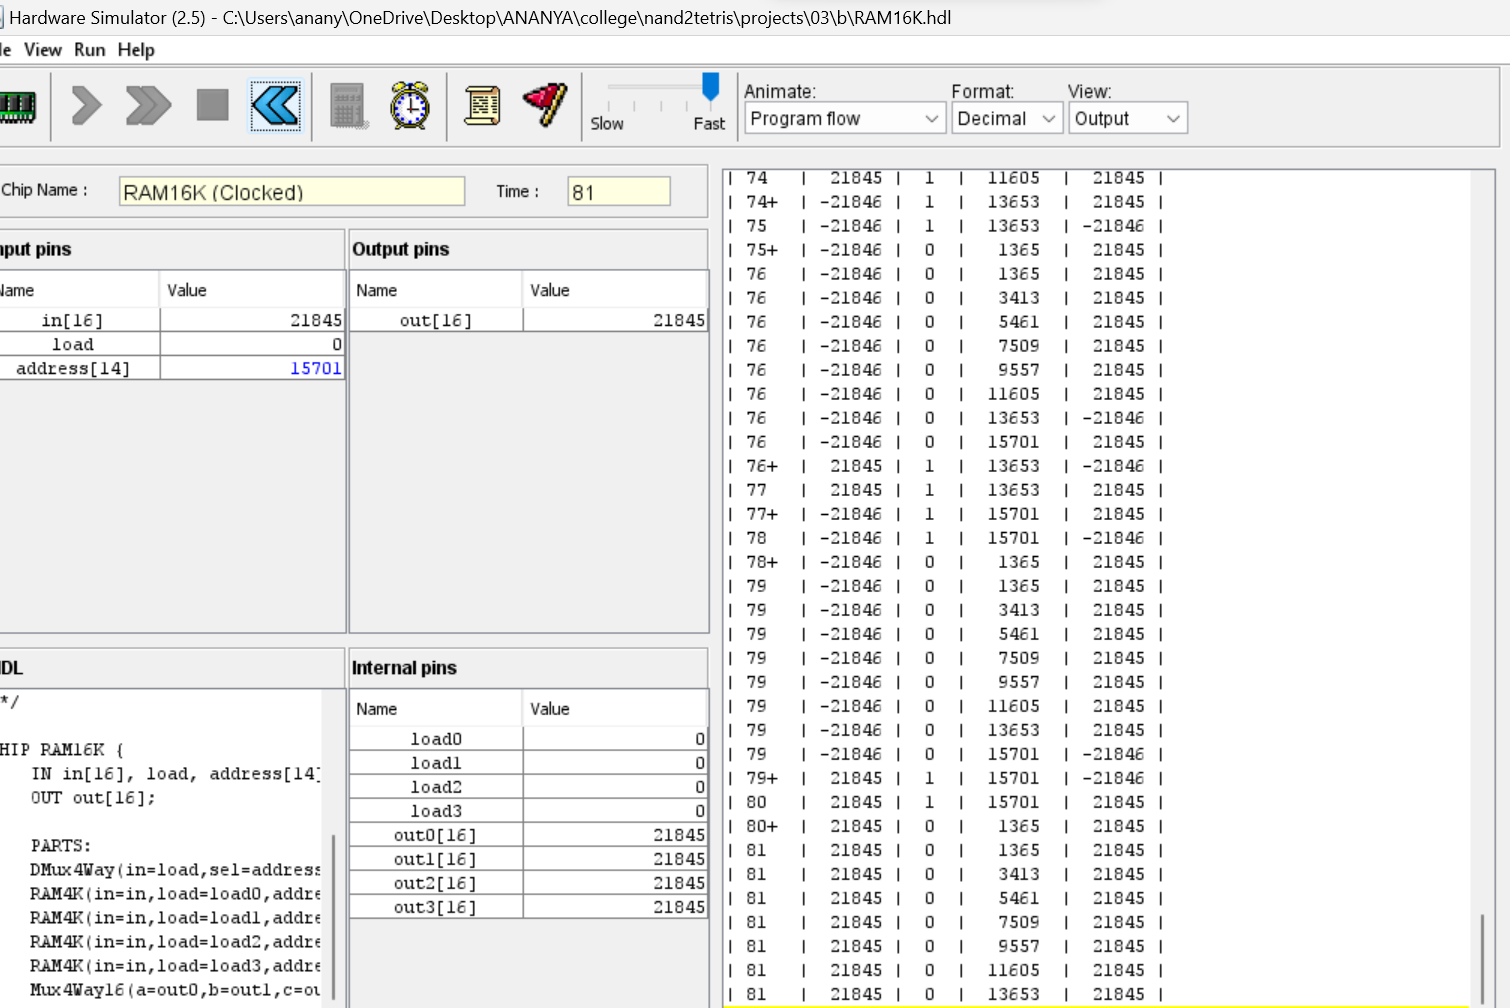 Hardware Simulator (2.5) - C:\Users\anany\OneDrive\Desktop\ANANYA\college\nand2tetris\projects\03\b\RAM16K.hdl
le View Run Help
Animate: Format: View:
Slow Fast Program flow Decimal Output
Chip Name : RAM16K (Clocked) Time : 81
nput pins
Name Value
in[16] 21845
load 0
address[14] 15701
Output pins
Name Value
out[16] 21845
HDL
*/
HIP RAM16K {
IN in[16], load, address[14]
OUT out[16];
PARTS:
DMux4Way(in=load,sel=address
RAM4K(in=in,load=load0,addre
RAM4K(in=in,load=load1,addre
RAM4K(in=in,load=load2,addre
RAM4K(in=in,load=load3,addre
Mux4Way16(a=out0,b=out1,c=ou
Internal pins
Name Value
load0 0
load1 0
load2 0
load3 0
out0[16] 21845
out1[16] 21845
out2[16] 21845
out3[16] 21845
| 74 | 21845 | 1 | 11605 | 21845 |
| 74+ | -21846 | 1 | 13653 | 21845 |
| 75 | -21846 | 1 | 13653 | -21846 |
| 75+ | -21846 | 0 | 1365 | 21845 |
| 76 | -21846 | 0 | 1365 | 21845 |
| 76 | -21846 | 0 | 3413 | 21845 |
| 76 | -21846 | 0 | 5461 | 21845 |
| 76 | -21846 | 0 | 7509 | 21845 |
| 76 | -21846 | 0 | 9557 | 21845 |
| 76 | -21846 | 0 | 11605 | 21845 |
| 76 | -21846 | 0 | 13653 | -21846 |
| 76 | -21846 | 0 | 15701 | 21845 |
| 76+ | 21845 | 1 | 13653 | -21846 |
| 77 | 21845 | 1 | 13653 | 21845 |
| 77+ | -21846 | 1 | 15701 | 21845 |
| 78 | -21846 | 1 | 15701 | -21846 |
| 78+ | -21846 | 0 | 1365 | 21845 |
| 79 | -21846 | 0 | 1365 | 21845 |
| 79 | -21846 | 0 | 3413 | 21845 |
| 79 | -21846 | 0 | 5461 | 21845 |
| 79 | -21846 | 0 | 7509 | 21845 |
| 79 | -21846 | 0 | 9557 | 21845 |
| 79 | -21846 | 0 | 11605 | 21845 |
| 79 | -21846 | 0 | 13653 | 21845 |
| 79 | -21846 | 0 | 15701 | -21846 |
| 79+ | 21845 | 1 | 15701 | -21846 |
| 80 | 21845 | 1 | 15701 | 21845 |
| 80+ | 21845 | 0 | 1365 | 21845 |
| 81 | 21845 | 0 | 1365 | 21845 |
| 81 | 21845 | 0 | 3413 | 21845 |
| 81 | 21845 | 0 | 5461 | 21845 |
| 81 | 21845 | 0 | 7509 | 21845 |
| 81 | 21845 | 0 | 9557 | 21845 |
| 81 | 21845 | 0 | 11605 | 21845 |
| 81 | 21845 | 0 | 13653 | 21845 |